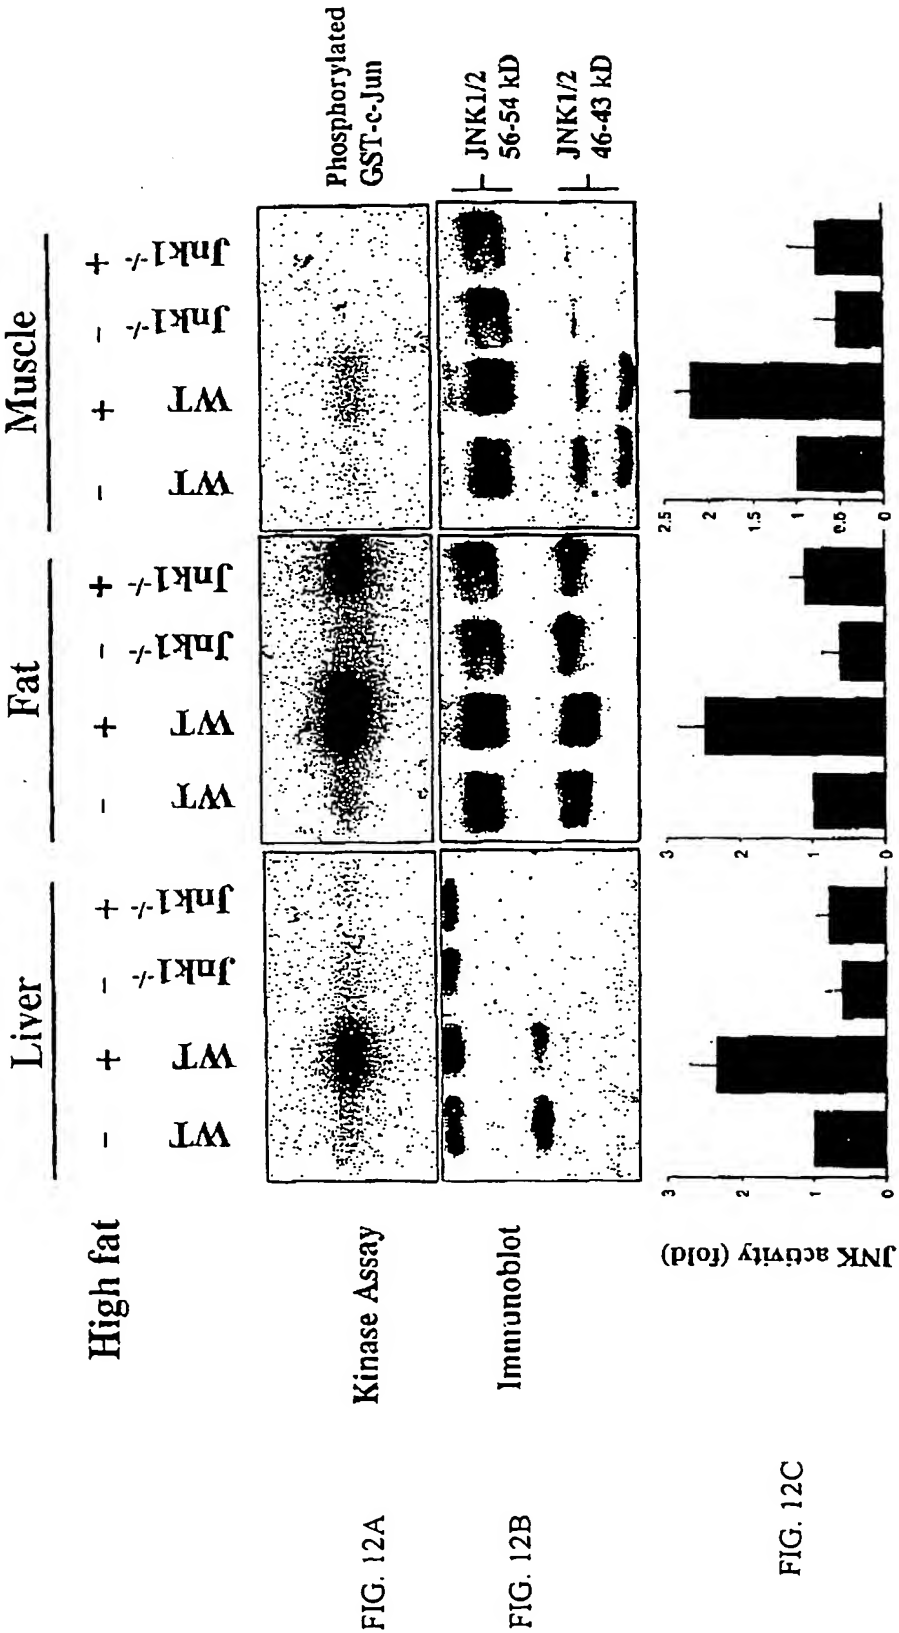 Liver Fat Muscle
High fat - + - + - + - + - + - +
WT WT Jnk1-/- Jnk1-/- WT WT Jnk1-/- Jnk1-/- WT WT Jnk1-/- Jnk1-/-
Kinase Assay
Phosphorylated
GST-c-Jun
Immunoblot
JNK1/2
56-54 kD
JNK1/2
46-43 kD
JNK activity (fold)
3
2
1
0
3
2
1
0
2.5
2
1.5
1
0.5
0
FIG. 12A
FIG. 12B
FIG. 12C